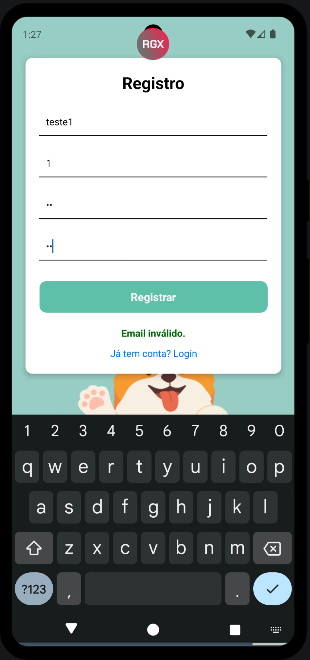 1:27
RGX
Registro
teste1
1
••
••
Registrar
Email inválido.
Já tem conta? Login
1 2 3 4 5 6 7 8 9 0
q w e r t y u i o p
a s d f g h j k l
z x c v b n m
?123 , .